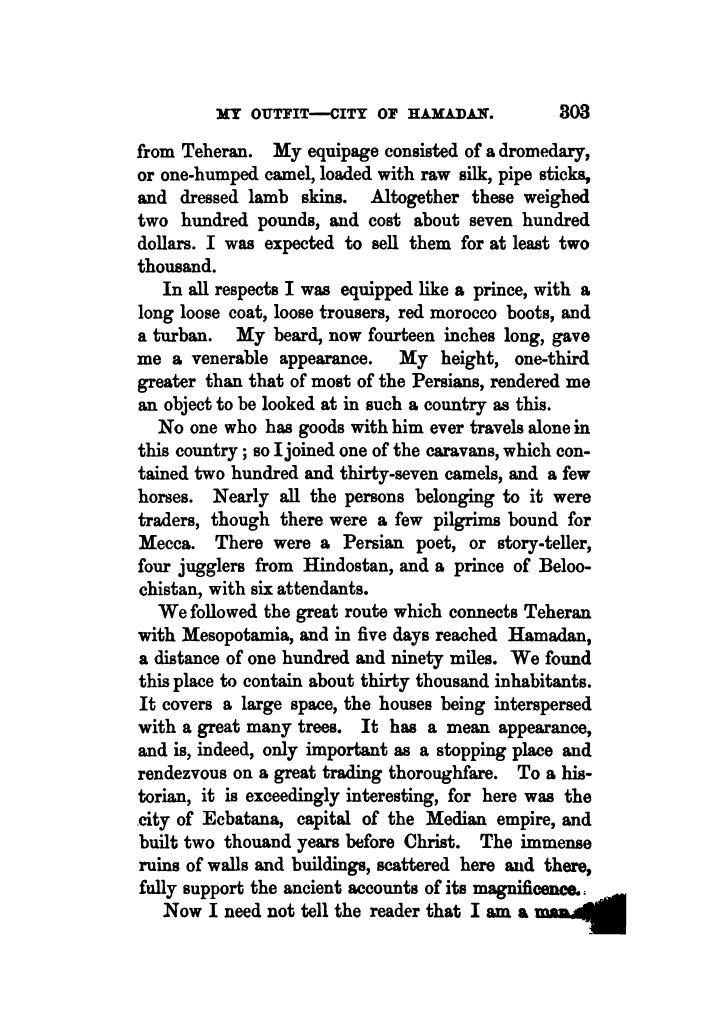 MY OUTFIT—CITY OF HAMADAN. 303
from Teheran. My equipage consisted of a dromedary,
or one-humped camel, loaded with raw silk, pipe sticks,
and dressed lamb skins. Altogether these weighed
two hundred pounds, and cost about seven hundred
dollars. I was expected to sell them for at least two
thousand.
In all respects I was equipped like a prince, with a
long loose coat, loose trousers, red morocco boots, and
a turban. My beard, now fourteen inches long, gave
me a venerable appearance. My height, one-third
greater than that of most of the Persians, rendered me
an object to be looked at in such a country as this.
No one who has goods with him ever travels alone in
this country; so I joined one of the caravans, which con-
tained two hundred and thirty-seven camels, and a few
horses. Nearly all the persons belonging to it were
traders, though there were a few pilgrims bound for
Mecca. There were a Persian poet, or story-teller,
four jugglers from Hindostan, and a prince of Beloo-
chistan, with six attendants.
We followed the great route which connects Teheran
with Mesopotamia, and in five days reached Hamadan,
a distance of one hundred and ninety miles. We found
this place to contain about thirty thousand inhabitants.
It covers a large space, the houses being interspersed
with a great many trees. It has a mean appearance,
and is, indeed, only important as a stopping place and
rendezvous on a great trading thoroughfare. To a his-
torian, it is exceedingly interesting, for here was the
city of Ecbatana, capital of the Median empire, and
built two thouand years before Christ. The immense
ruins of walls and buildings, scattered here and there,
fully support the ancient accounts of its magnificence.
Now I need not tell the reader that I am a man